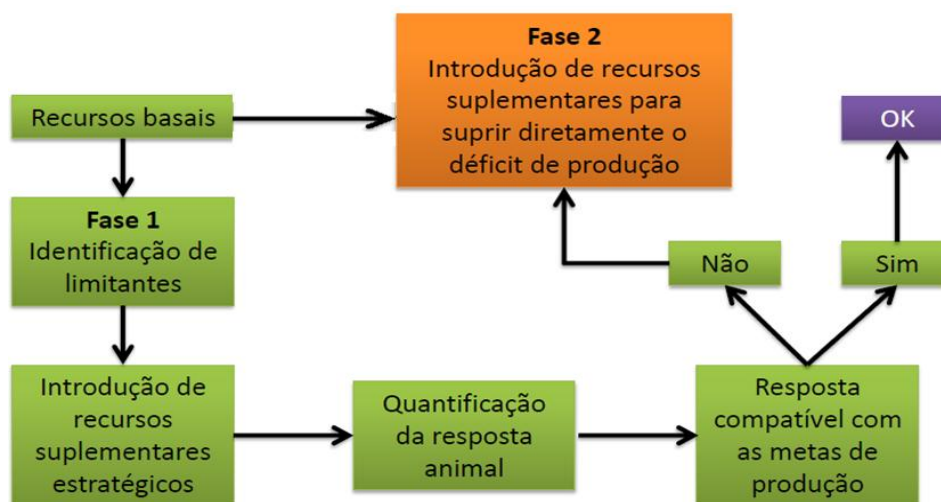 Recursos basais
Fase 2
Introdução de recursos
suplementares para
suprir diretamente o
déficit de produção
OK
Fase 1
Identificação de
limitantes
Não
Sim
Introdução de
recursos
suplementares
estratégicos
Quantificação
da resposta
animal
Resposta
compatível com
as metas de
produção